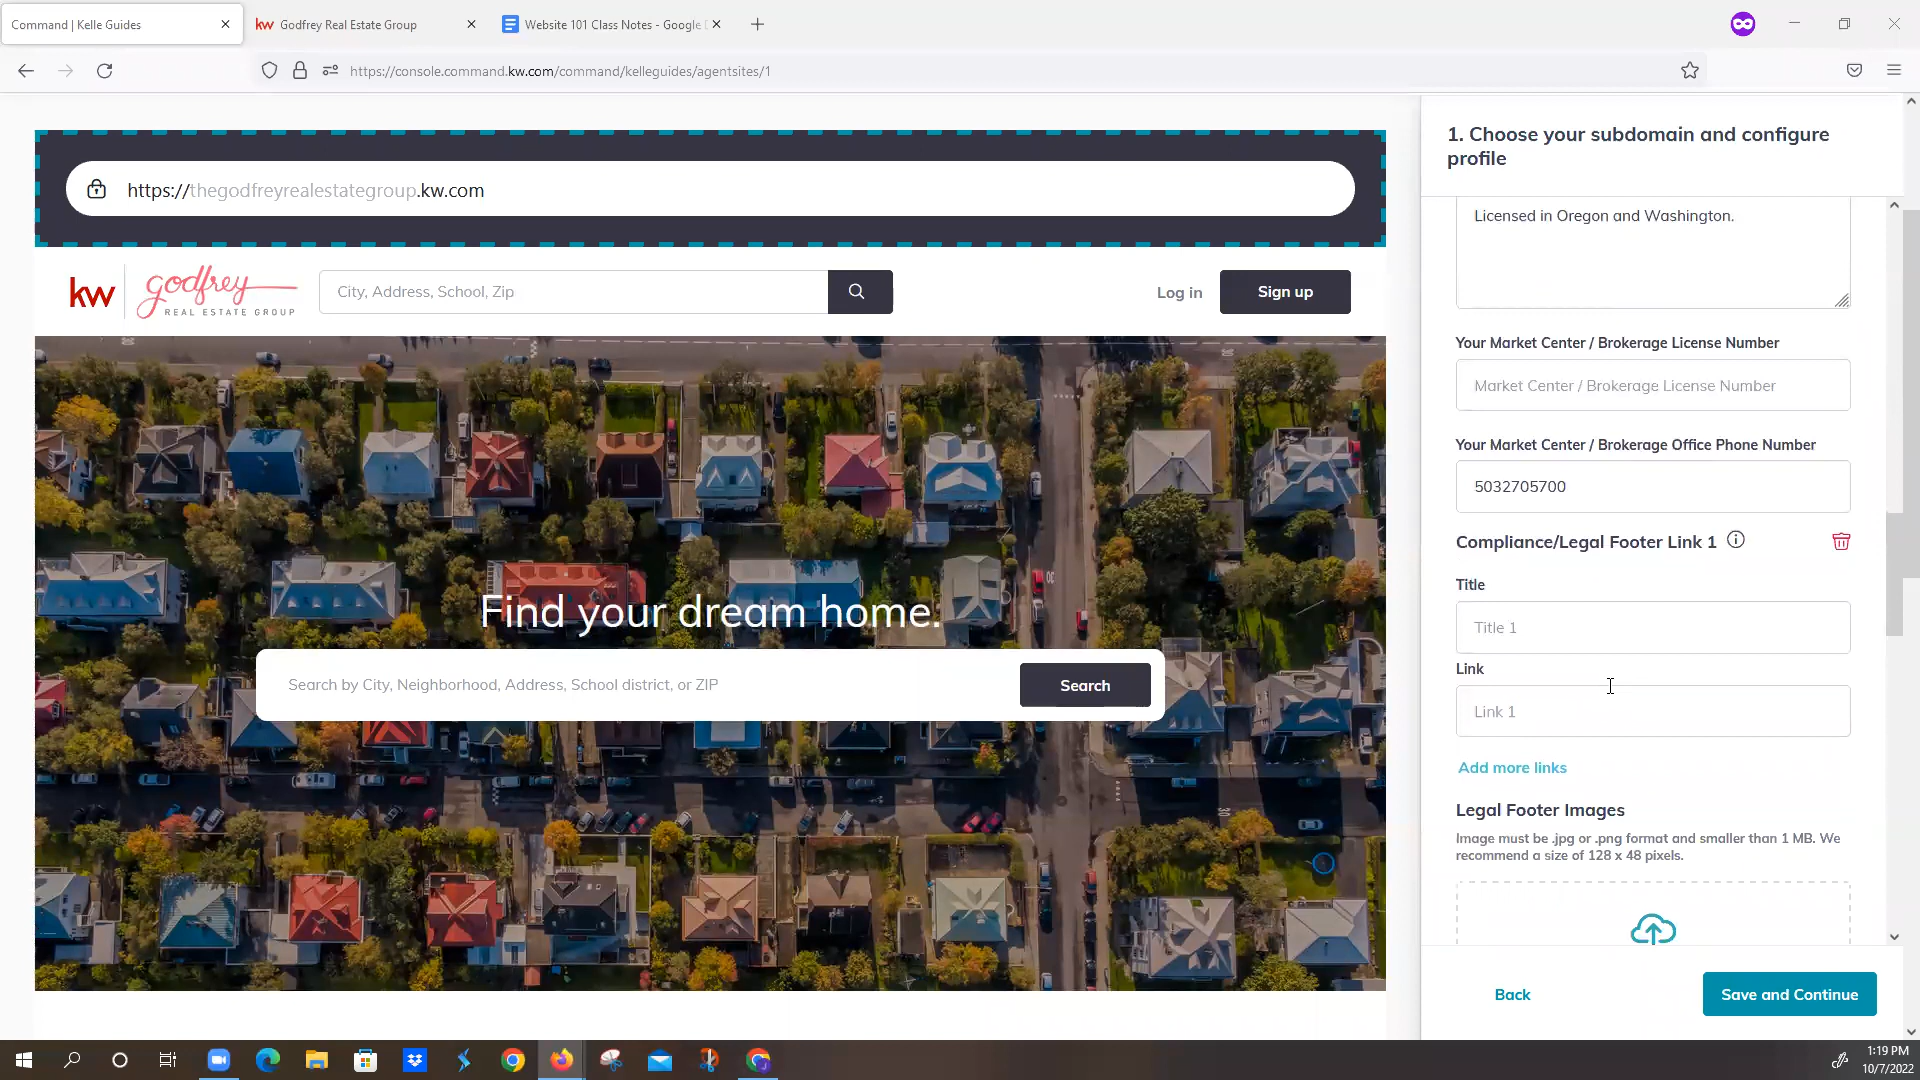 Command | Kelle Guides
Godfrey Real Estate Group
Website 101 Class Notes - Google
https://console.command.kw.com/command/kelleguides/agentsites/1
https://thegodfreyrealestategroup.kw.com
kw
godfrey
REAL ESTATE GROUP
City, Address, School, Zip
Log in
Sign up
Find your dream home.
Search by City, Neighborhood, Address, School district, or ZIP
Search
1. Choose your subdomain and configure
profile
Licensed in Oregon and Washington.
Your Market Center / Brokerage License Number
Market Center / Brokerage License Number
Your Market Center / Brokerage Office Phone Number
5032705700
Compliance/Legal Footer Link 1
Title
Title 1
Link
Link 1
Add more links
Legal Footer Images
Image must be .jpg or .png format and smaller than 1 MB. We
recommend a size of 128 x 48 pixels.
Back
Save and Continue
1:19 PM
10/7/2022